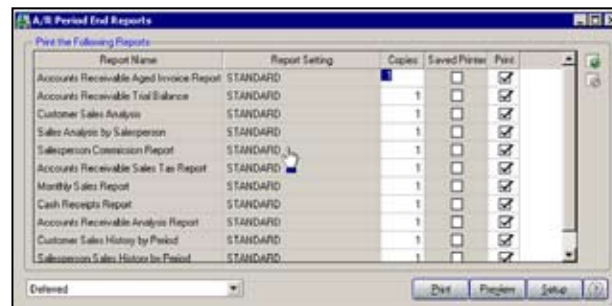 A/R Period End Reports
Print the Following Reports
Report Name Report Setting Copies Saved Printer Print
Accounts Receivable Aged Invoice Report STANDARD 1
Accounts Receivable Trial Balance STANDARD 1
Customer Sales Analysis STANDARD 1
Sales Analysis by Salesperson STANDARD 1
Salesperson Commission Report STANDARD 1
Accounts Receivable Sales Tax Report STANDARD 1
Monthly Sales Report STANDARD 1
Cash Receipts Report STANDARD 1
Accounts Receivable Analysis Report STANDARD 1
Customer Sales History by Period STANDARD 1
Salesperson Sales History by Period STANDARD 1
Deferred Print Preview Setup ?